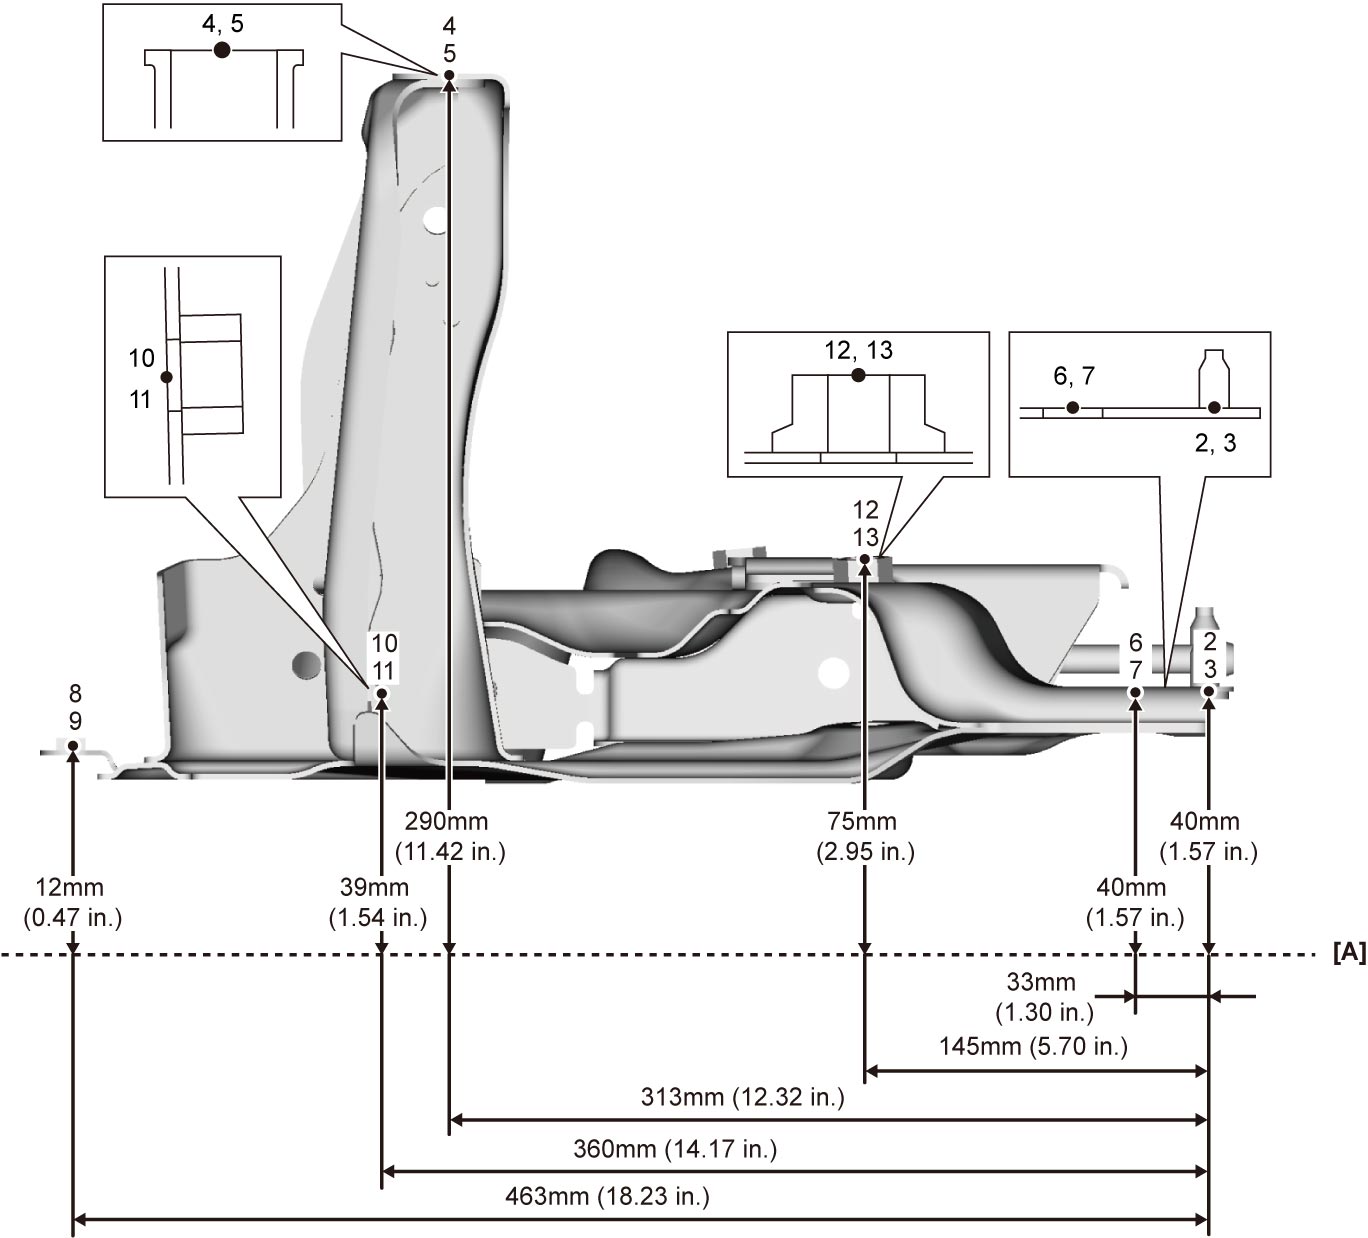 4, 5
4
5
10
11
12, 13
6, 7
2, 3
12
13
10
11
6
7
2
3
8
9
290mm
(11.42 in.)
75mm
(2.95 in.)
40mm
(1.57 in.)
12mm
(0.47 in.)
39mm
(1.54 in.)
40mm
(1.57 in.)
[A]
33mm
(1.30 in.)
145mm (5.70 in.)
313mm (12.32 in.)
360mm (14.17 in.)
463mm (18.23 in.)